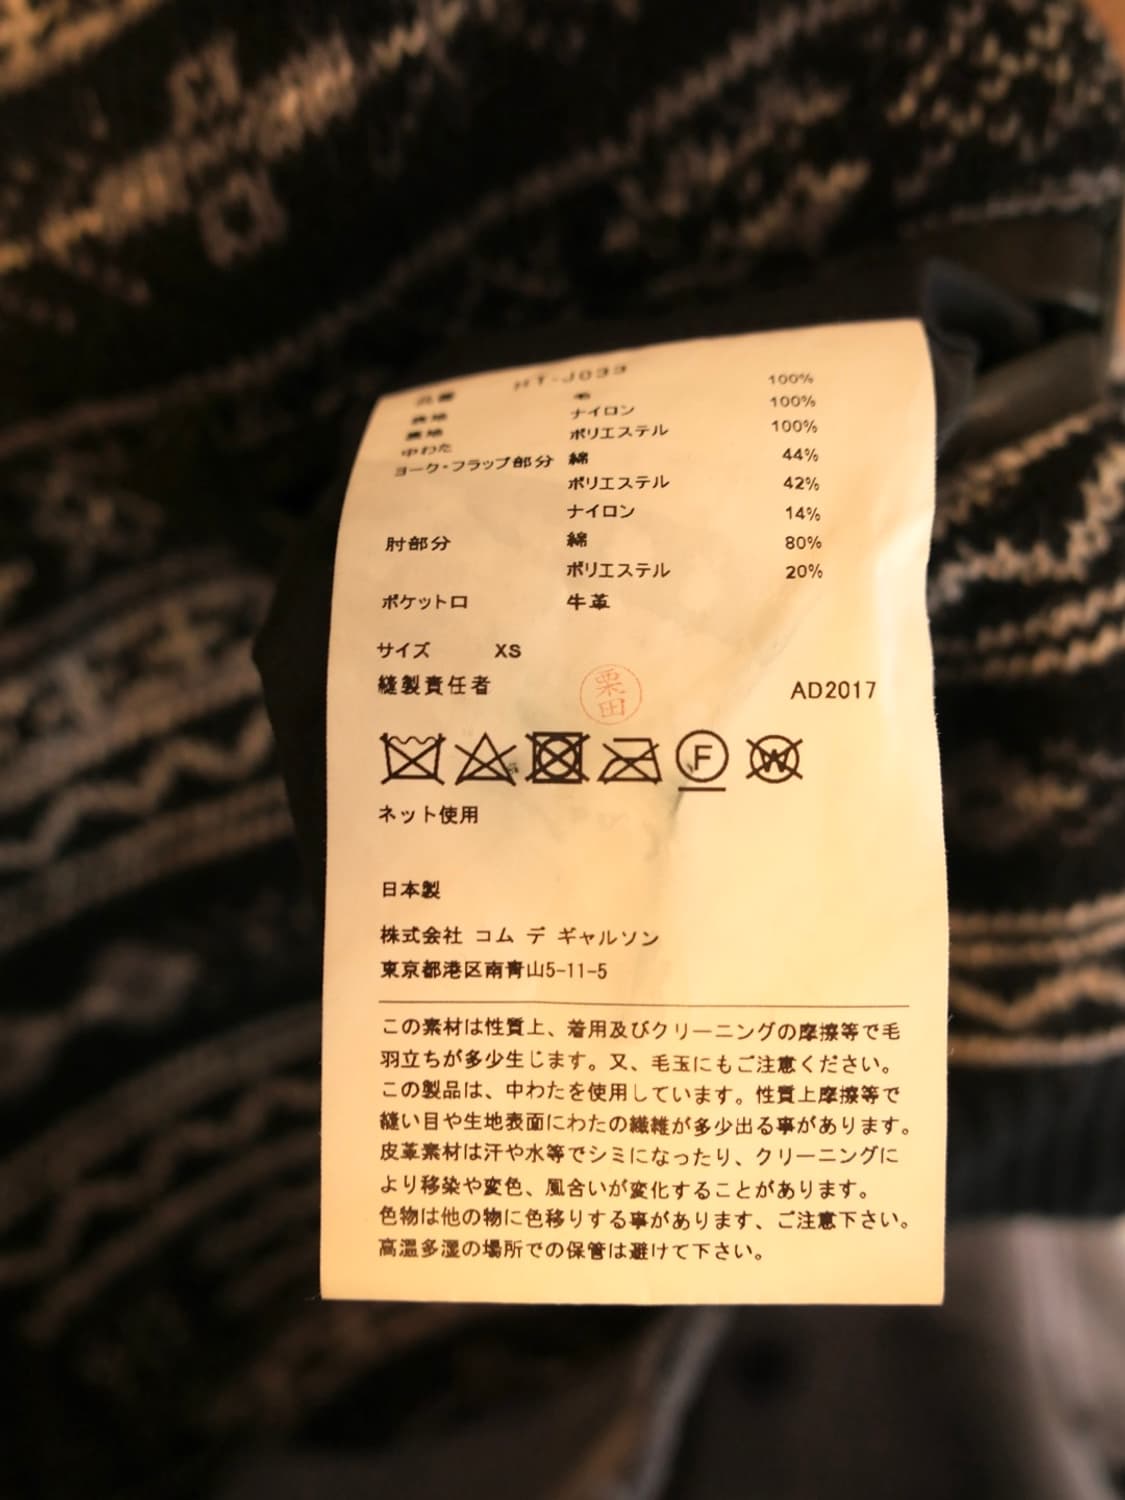 品番 HT-J033
表地 毛 100%
裏地 ナイロン 100%
中わた ポリエステル 100%
ヨーク・フラップ部分 綿 44%
ポリエステル 42%
ナイロン 14%
肘部分 綿 80%
ポリエステル 20%
ポケット口 牛革
サイズ XS
縫製責任者 栗田 AD2017
F W
ネット使用
日本製
株式会社 コム デ ギャルソン
東京都港区南青山5-11-5
この素材は性質上、着用及びクリーニングの摩擦等で毛
羽立ちが多少生じます。又、毛玉にもご注意ください。
この製品は、中わたを使用しています。性質上摩擦等で
縫い目や生地表面にわたの繊維が多少出る事があります。
皮革素材は汗や水等でシミになったり、クリーニングに
より移染や変色、風合いが変化することがあります。
色物は他の物に色移りする事があります、ご注意下さい。
高温多湿の場所での保管は避けて下さい。